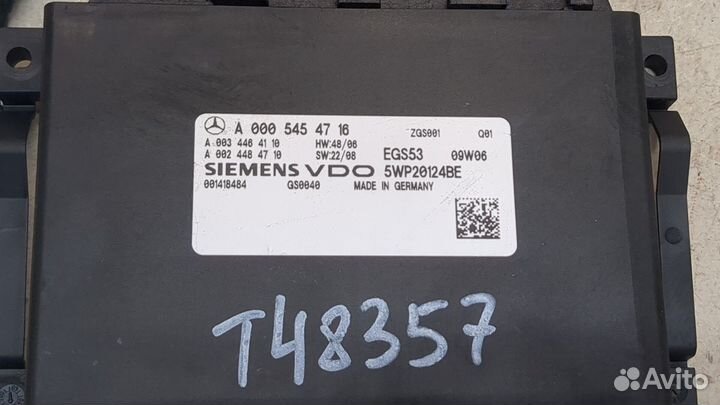 A 000 545 47 16 ZGS001 Q01
A 003 446 41 10 HW:48/06
A 002 448 47 10 SW:22/08 EGS53 09W06
SIEMENS VDO 5WP20124BE
001418484 GS0040 MADE IN GERMANY
T48357
Avito